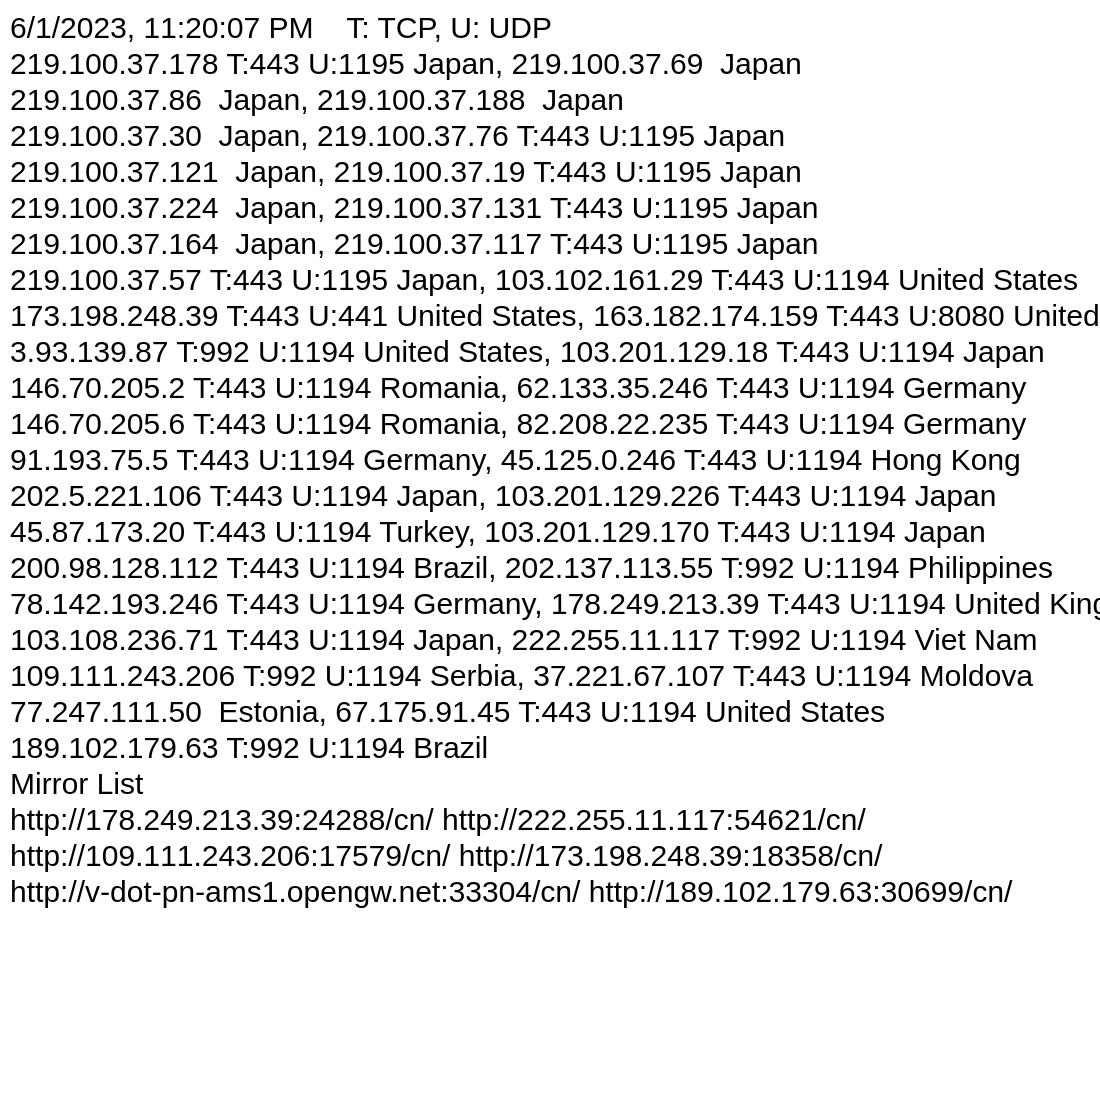 6/1/2023, 11:20:07 PM    T: TCP, U: UDP
219.100.37.178 T:443 U:1195 Japan, 219.100.37.69  Japan
219.100.37.86  Japan, 219.100.37.188  Japan
219.100.37.30  Japan, 219.100.37.76 T:443 U:1195 Japan
219.100.37.121  Japan, 219.100.37.19 T:443 U:1195 Japan
219.100.37.224  Japan, 219.100.37.131 T:443 U:1195 Japan
219.100.37.164  Japan, 219.100.37.117 T:443 U:1195 Japan
219.100.37.57 T:443 U:1195 Japan, 103.102.161.29 T:443 U:1194 United States
173.198.248.39 T:443 U:441 United States, 163.182.174.159 T:443 U:8080 United
3.93.139.87 T:992 U:1194 United States, 103.201.129.18 T:443 U:1194 Japan
146.70.205.2 T:443 U:1194 Romania, 62.133.35.246 T:443 U:1194 Germany
146.70.205.6 T:443 U:1194 Romania, 82.208.22.235 T:443 U:1194 Germany
91.193.75.5 T:443 U:1194 Germany, 45.125.0.246 T:443 U:1194 Hong Kong
202.5.221.106 T:443 U:1194 Japan, 103.201.129.226 T:443 U:1194 Japan
45.87.173.20 T:443 U:1194 Turkey, 103.201.129.170 T:443 U:1194 Japan
200.98.128.112 T:443 U:1194 Brazil, 202.137.113.55 T:992 U:1194 Philippines
78.142.193.246 T:443 U:1194 Germany, 178.249.213.39 T:443 U:1194 United King
103.108.236.71 T:443 U:1194 Japan, 222.255.11.117 T:992 U:1194 Viet Nam
109.111.243.206 T:992 U:1194 Serbia, 37.221.67.107 T:443 U:1194 Moldova
77.247.111.50  Estonia, 67.175.91.45 T:443 U:1194 United States
189.102.179.63 T:992 U:1194 Brazil
Mirror List
http://178.249.213.39:24288/cn/ http://222.255.11.117:54621/cn/
http://109.111.243.206:17579/cn/ http://173.198.248.39:18358/cn/
http://v-dot-pn-ams1.opengw.net:33304/cn/ http://189.102.179.63:30699/cn/